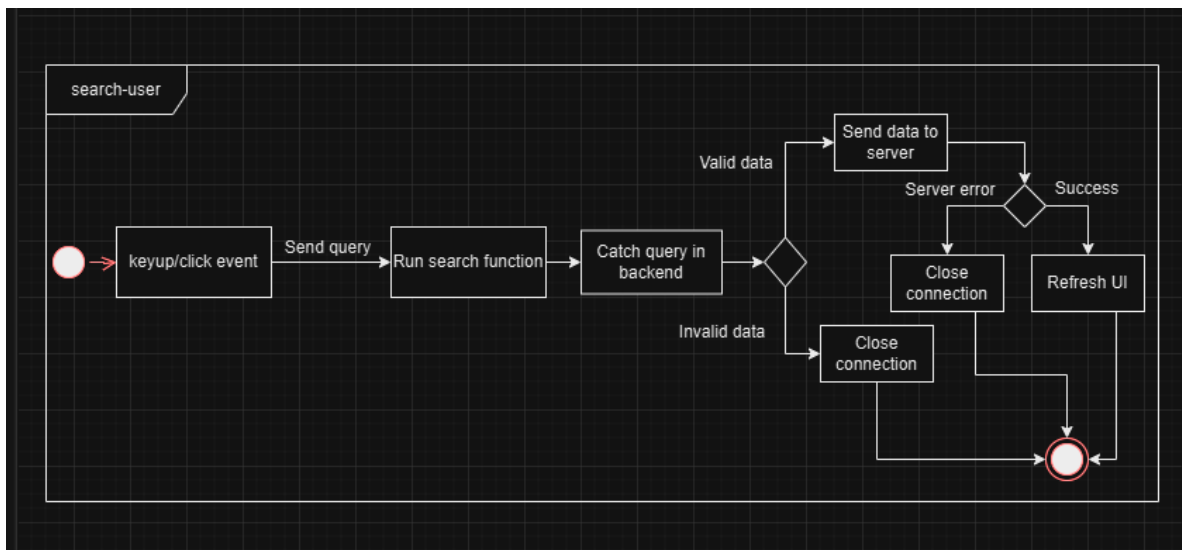 search-user
keyup/click event
Send query
Run search function
Catch query in
backend
Valid data
Invalid data
Send data to
server
Server error
Success
Close
connection
Refresh UI
Close
connection